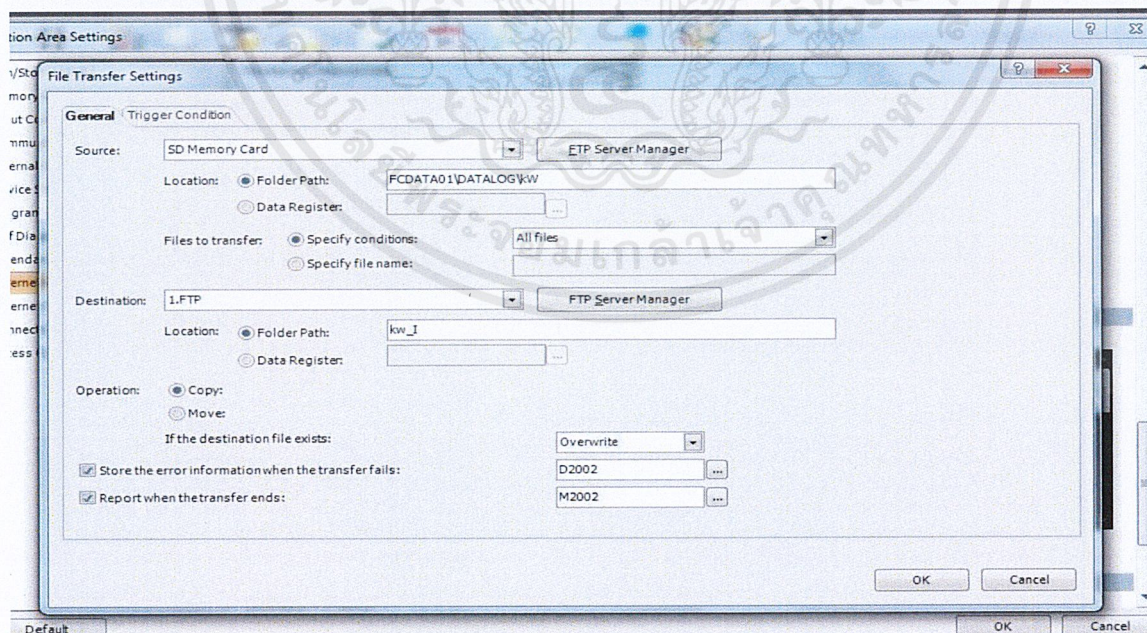 tion Area Settings
File Transfer Settings
General Trigger Condition
Source: SD Memory Card FTP Server Manager
Location: Folder Path: FCDATA01\DATALOG\kW
Data Register: ...
Files to transfer: Specify conditions: All files
Specify file name:
Destination: 1.FTP FTP Server Manager
Location: Folder Path: kw_I
Data Register: ...
Operation: Copy:
Move:
If the destination file exists: Overwrite
Store the error information when the transfer fails: D2002 ...
Report when the transfer ends: M2002 ...
OK Cancel
Default OK Cancel